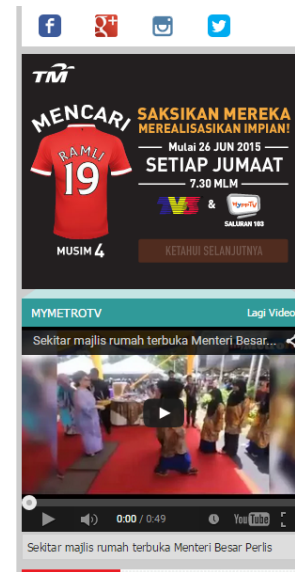 f
g+
TM
MENCARI
RAMLI
19
MUSIM 4
SAKSIKAN MEREKA
MEREALISASIKAN IMPIAN!
Mulai 26 JUN 2015
SETIAP JUMAAT
7.30 MLM
TV3 & HyppTV
SALURAN 103
KETAHUI SELANJUTNYA
MYMETROTV
Lagi Video
Sekitar majlis rumah terbuka Menteri Besar...
0:00 / 0:49
YouTube
Sekitar majlis rumah terbuka Menteri Besar Perlis